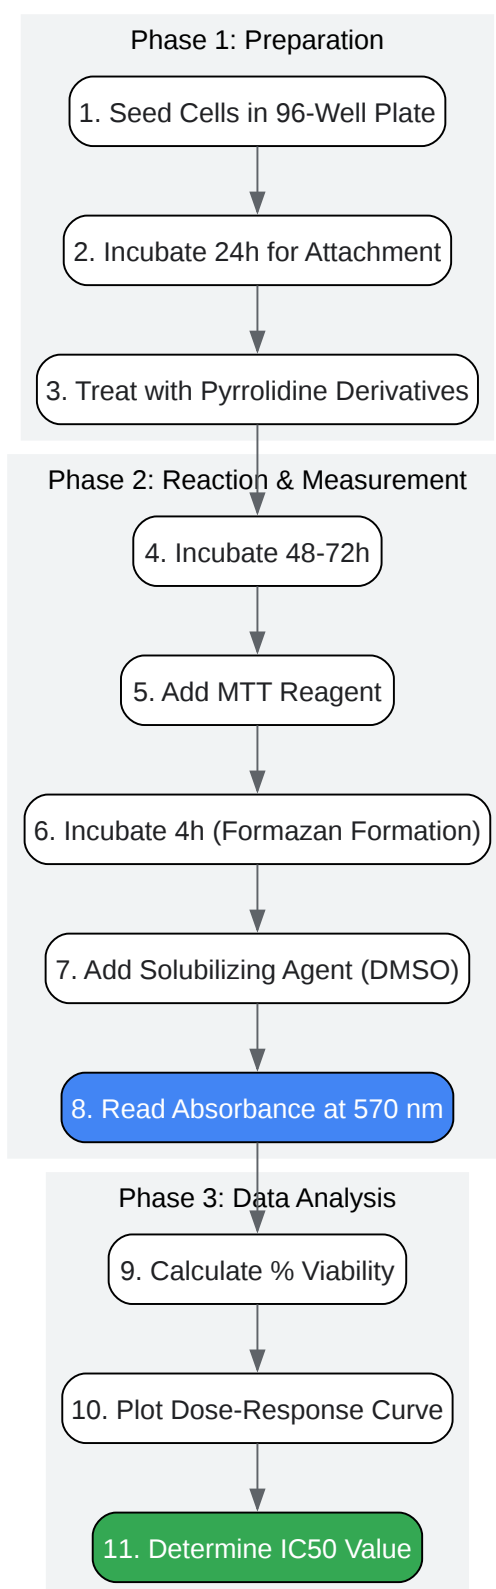 Phase 1: Preparation
1. Seed Cells in 96-Well Plate
2. Incubate 24h for Attachment
3. Treat with Pyrrolidine Derivatives
Phase 2: Reaction & Measurement
4. Incubate 48-72h
5. Add MTT Reagent
6. Incubate 4h (Formazan Formation)
7. Add Solubilizing Agent (DMSO)
8. Read Absorbance at 570 nm
Phase 3: Data Analysis
9. Calculate % Viability
10. Plot Dose-Response Curve
11. Determine IC50 Value